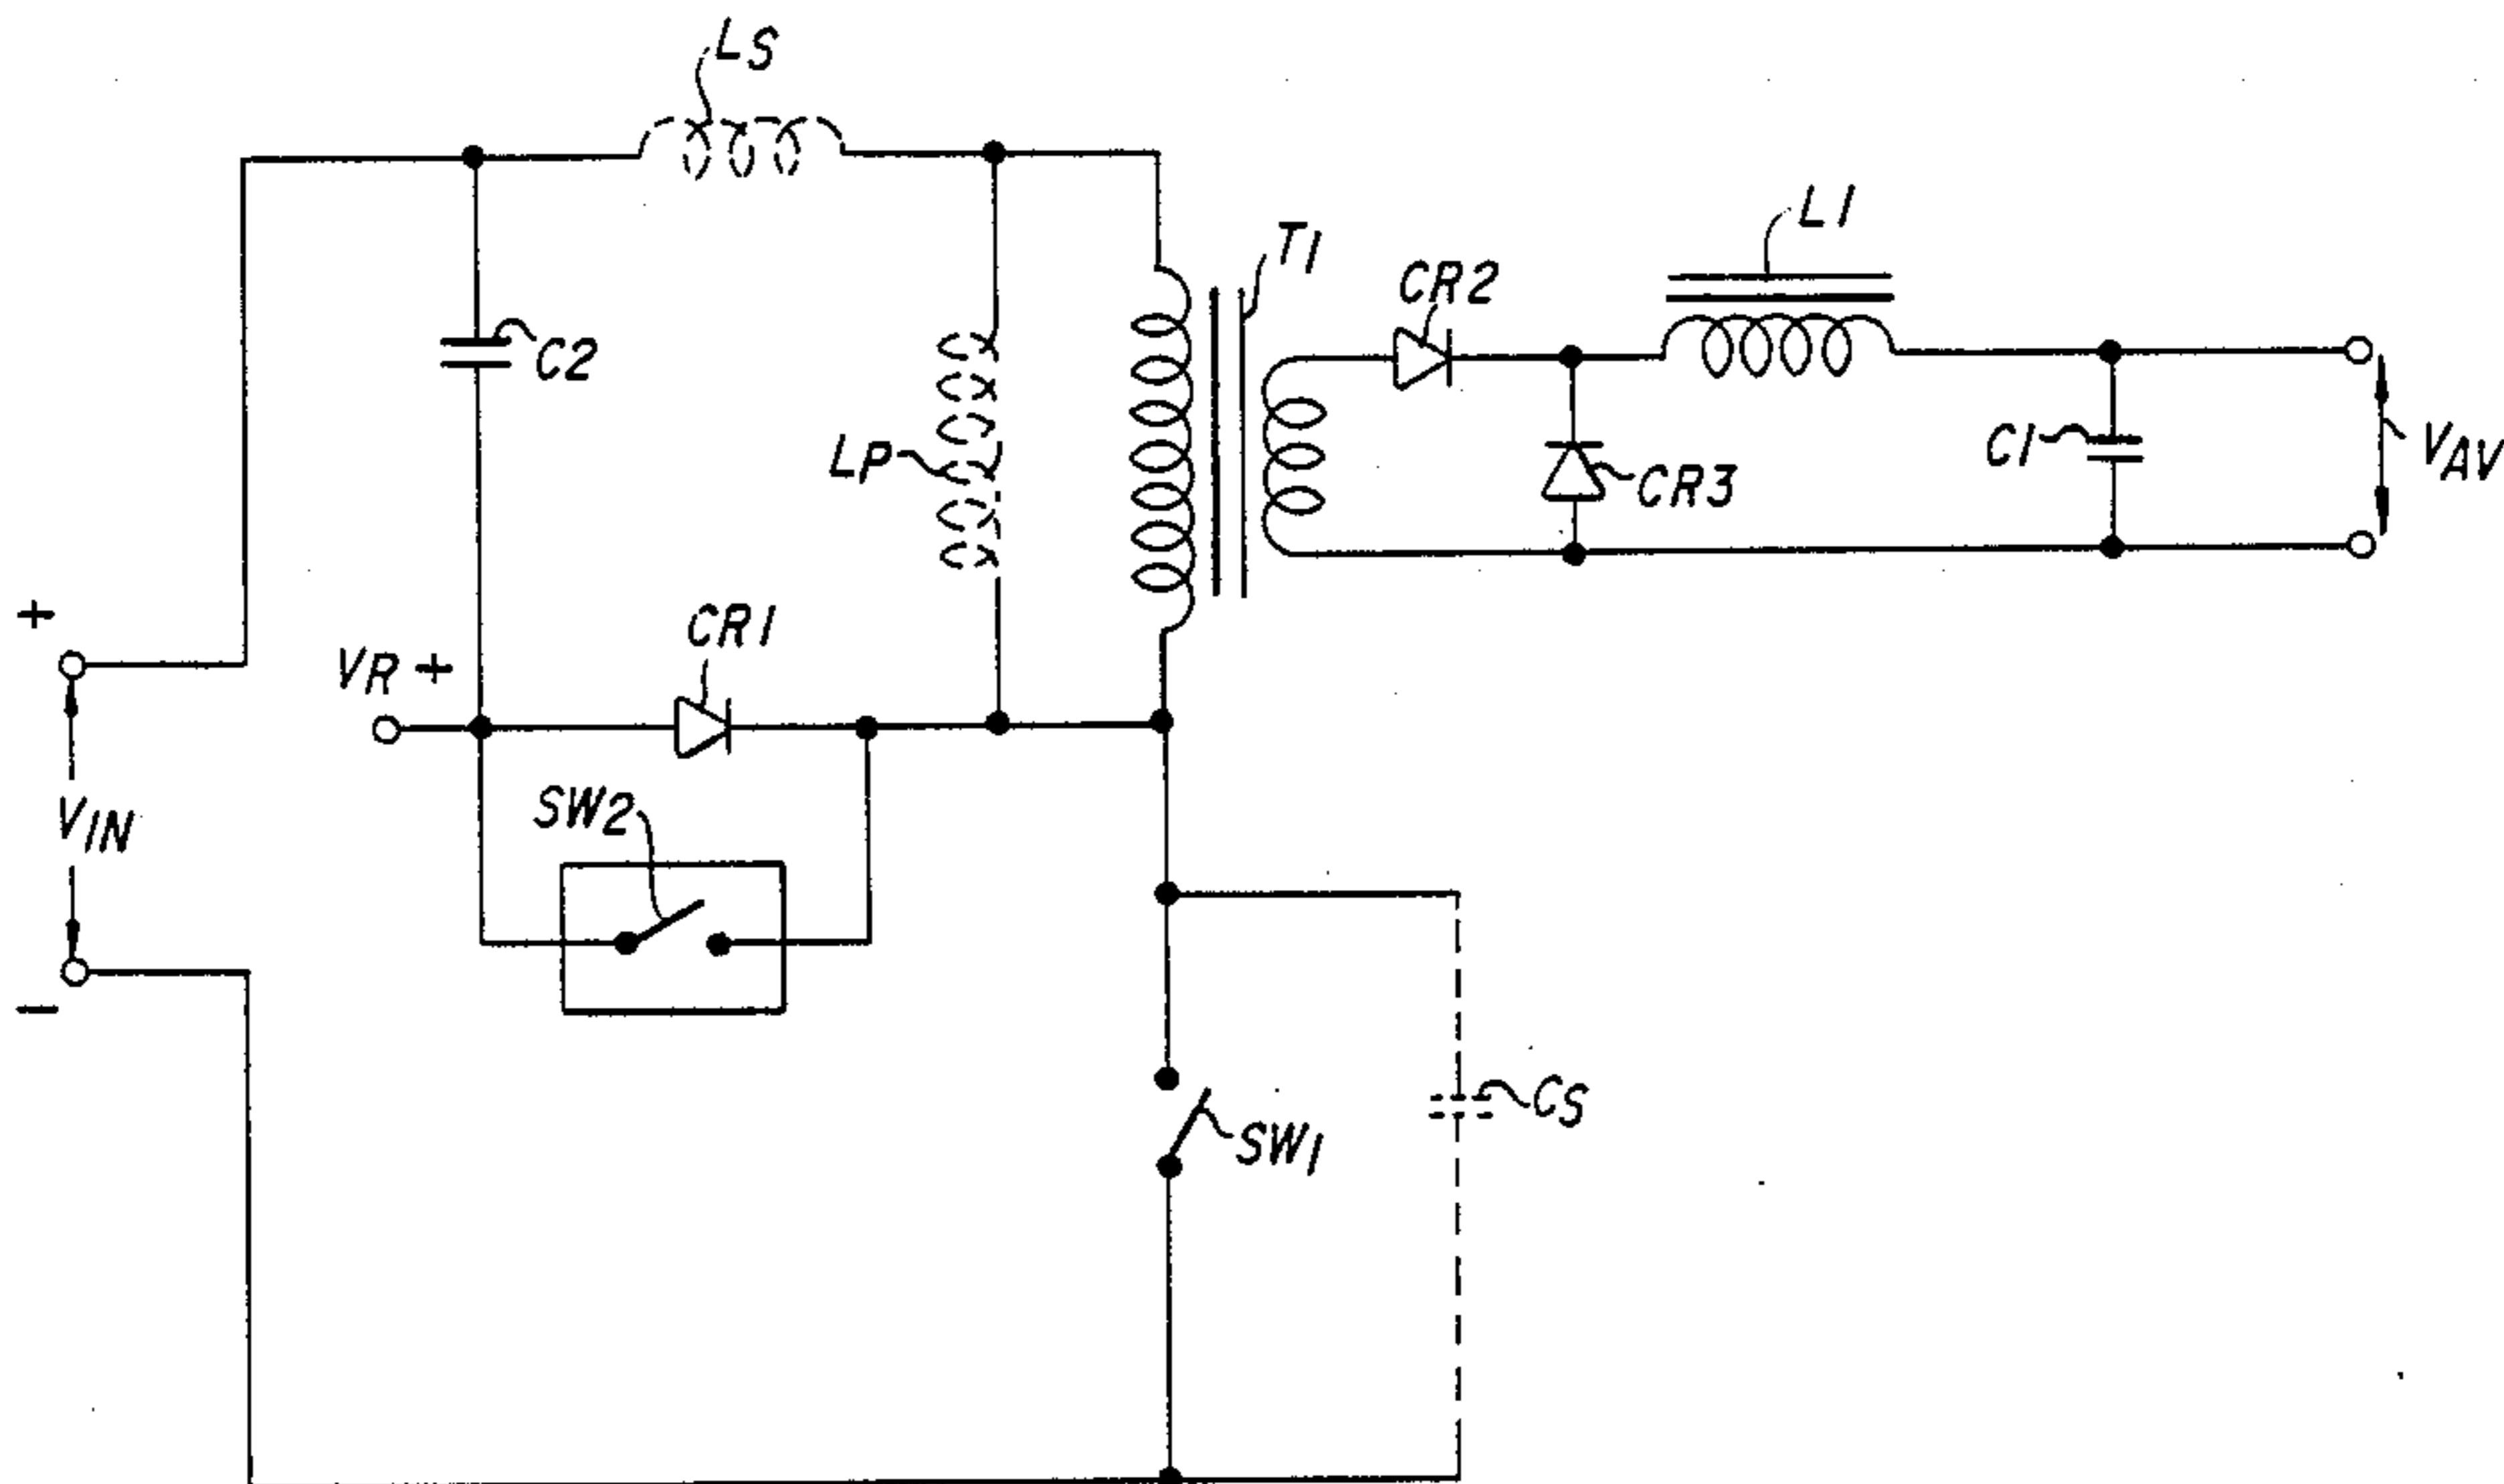 LS
L1
T1
CR2
C2
LP
C1
VAV
CR3
+
CR1
VR +
SW2
VIN
-
CS
SW1